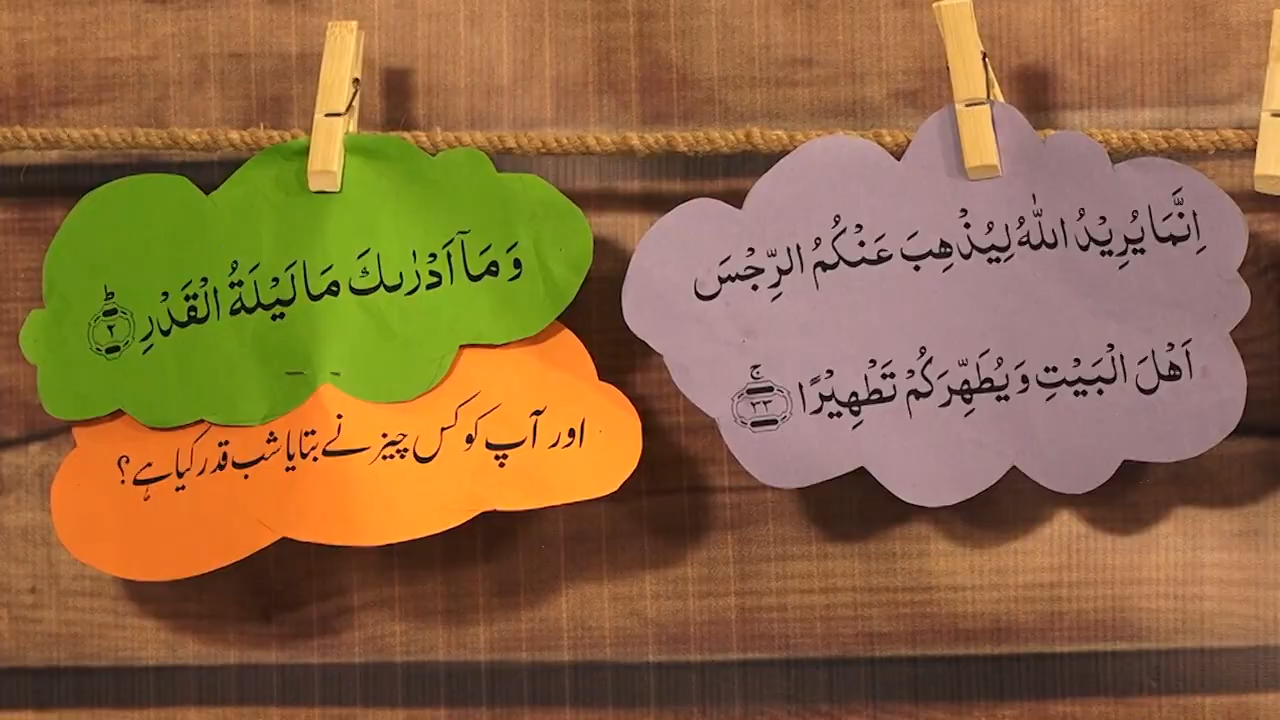 وَمَاۤ اَدْرٰىكَ مَا لَيْلَةُ الْقَدْرِ ؕ ﴿۲﴾
اور آپ کو کس چیز نے بتایا شب قدر کیا ہے؟
اِنَّمَا يُرِيْدُ اللّٰهُ لِيُذْهِبَ عَنْكُمُ الرِّجْسَ
اَهْلَ الْبَيْتِ وَيُطَهِّرَكُمْ تَطْهِيْرًا ۚ ﴿۳۳﴾